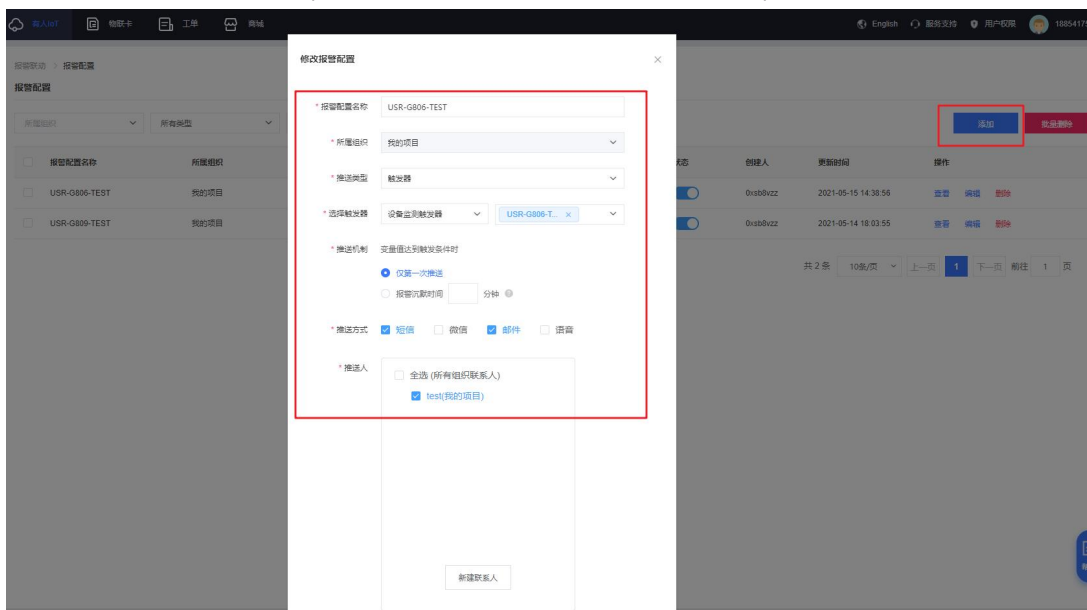 有人IoT 物联卡 工单 商城 English 服务支持 用户权限 1885417
报警联动 > 报警配置
报警配置
所属组织 所有类型 添加 批量删除
报警配置名称 所属组织 状态 创建人 更新时间 操作
USR-G806-TEST 我的项目 0xsb8vzz 2021-05-15 14:38:56 查看 编辑 删除
USR-G809-TEST 我的项目 0xsb8vzz 2021-05-14 18:03:55 查看 编辑 删除
共 2 条 10条/页 上一页 1 下一页 前往 1 页
修改报警配置
* 报警配置名称 USR-G806-TEST
* 所属组织 我的项目
* 推送类型 触发器
* 选择触发器 设备监测触发器 USR-G806-T... ×
* 推送机制 变量值达到触发条件时
仅第一次推送
报警沉默时间 分钟
* 推送方式 短信 微信 邮件 语音
* 推送人 全选 (所有组织联系人)
test(我的项目)
新建联系人